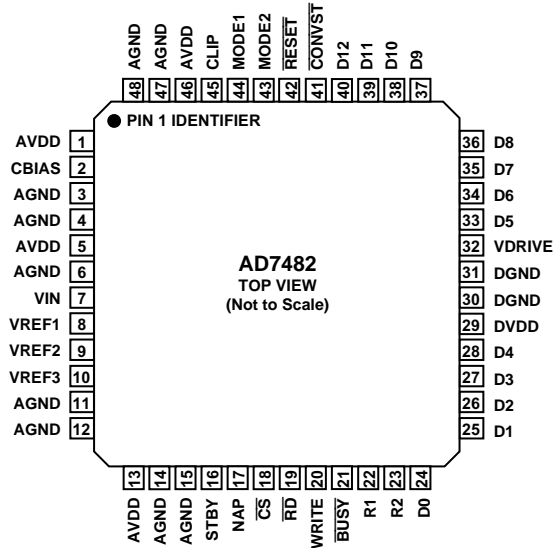 AGND
AGND
AVDD
CLIP
MODE1
MODE2
RESET
CONVST
D12
D11
D10
D9
48
47
46
45
44
43
42
41
40
39
38
37
PIN 1 IDENTIFIER
AVDD 1
CBIAS 2
AGND 3
AGND 4
AVDD 5
AGND 6
VIN 7
VREF1 8
VREF2 9
VREF3 10
AGND 11
AGND 12
AD7482
TOP VIEW
(Not to Scale)
36 D8
35 D7
34 D6
33 D5
32 VDRIVE
31 DGND
30 DGND
29 DVDD
28 D4
27 D3
26 D2
25 D1
13
14
15
16
17
18
19
20
21
22
23
24
AVDD
AGND
AGND
STBY
NAP
CS
RD
WRITE
BUSY
R1
R2
D0